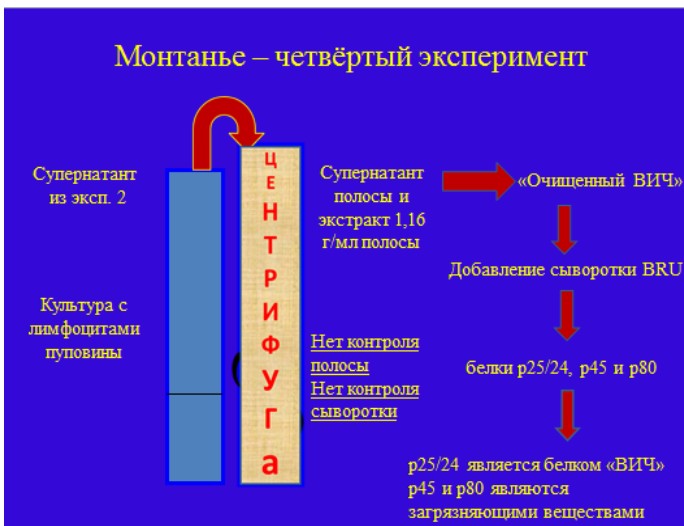 Монтанье – четвёртый эксперимент
Супернатант
из эксп. 2
Культура с
лимфоцитами
пуповины
ЦЕНТРИФУГа
Супернатант
полосы и
экстракт 1,16
г/мл полосы
Нет контроля
полосы
Нет контроля
сыворотки
«Очищенный ВИЧ»
Добавление сыворотки BRU
белки p25/24, p45 и p80
p25/24 является белком «ВИЧ»
p45 и p80 являются
загрязняющими веществами